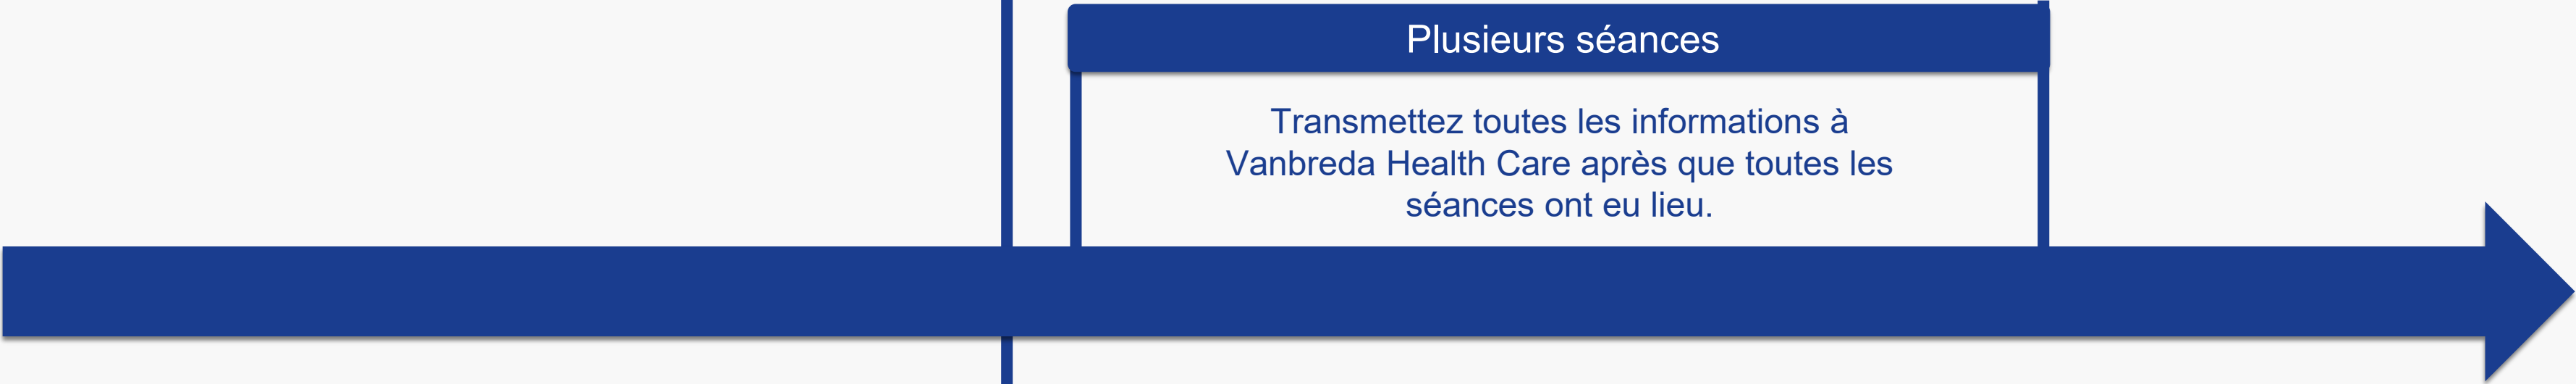 Plusieurs séances
Transmettez toutes les informations à
Vanbreda Health Care après que toutes les
séances ont eu lieu.